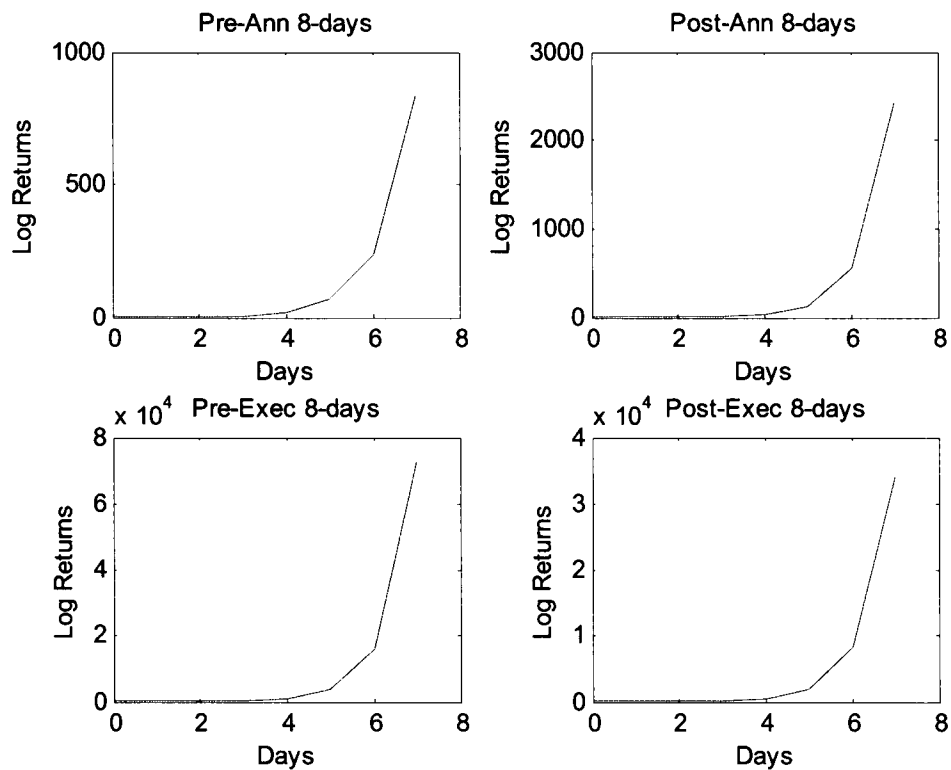 Pre-Ann 8-days
1000
500
0
Log Returns
0 2 4 6 8
Days
Post-Ann 8-days
3000
2000
1000
0
Log Returns
0 2 4 6 8
Days
x 10^4 Pre-Exec 8-days
8
6
4
2
0
Log Returns
0 2 4 6 8
Days
x 10^4 Post-Exec 8-days
4
3
2
1
0
Log Returns
0 2 4 6 8
Days